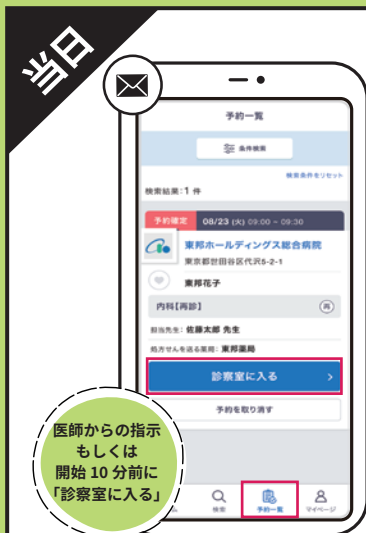 当日
予約一覧
条件検索
検索条件をリセット
検索結果：1 件
予約確定 08/23 (火) 09:00 ~ 09:30
東邦ホールディングス総合病院
東京都世田谷区代沢5-2-1
東邦花子
内科【再診】 再
担当先生：佐藤太郎 先生
処方せんを送る薬局：東邦薬局
診察室に入る
予約を取り消す
医師からの指示
もしくは
開始 10 分前に
「診察室に入る」
検索 予約一覧 マイページ